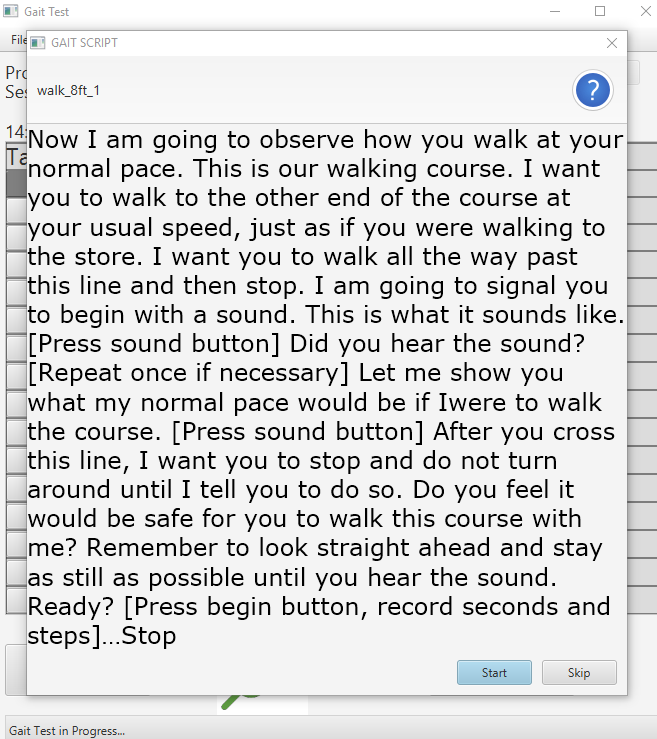 Gait Test
File
GAIT SCRIPT
Pro
walk_8ft_1
Ses
14:
Ta
Now I am going to observe how you walk at your
normal pace. This is our walking course. I want
you to walk to the other end of the course at
your usual speed, just as if you were walking to
the store. I want you to walk all the way past
this line and then stop. I am going to signal you
to begin with a sound. This is what it sounds like.
[Press sound button] Did you hear the sound?
[Repeat once if necessary] Let me show you
what my normal pace would be if Iwere to walk
the course. [Press sound button] After you cross
this line, I want you to stop and do not turn
around until I tell you to do so. Do you feel it
would be safe for you to walk this course with
me? Remember to look straight ahead and stay
as still as possible until you hear the sound.
Ready? [Press begin button, record seconds and
steps]...Stop
Start Skip
Gait Test in Progress...